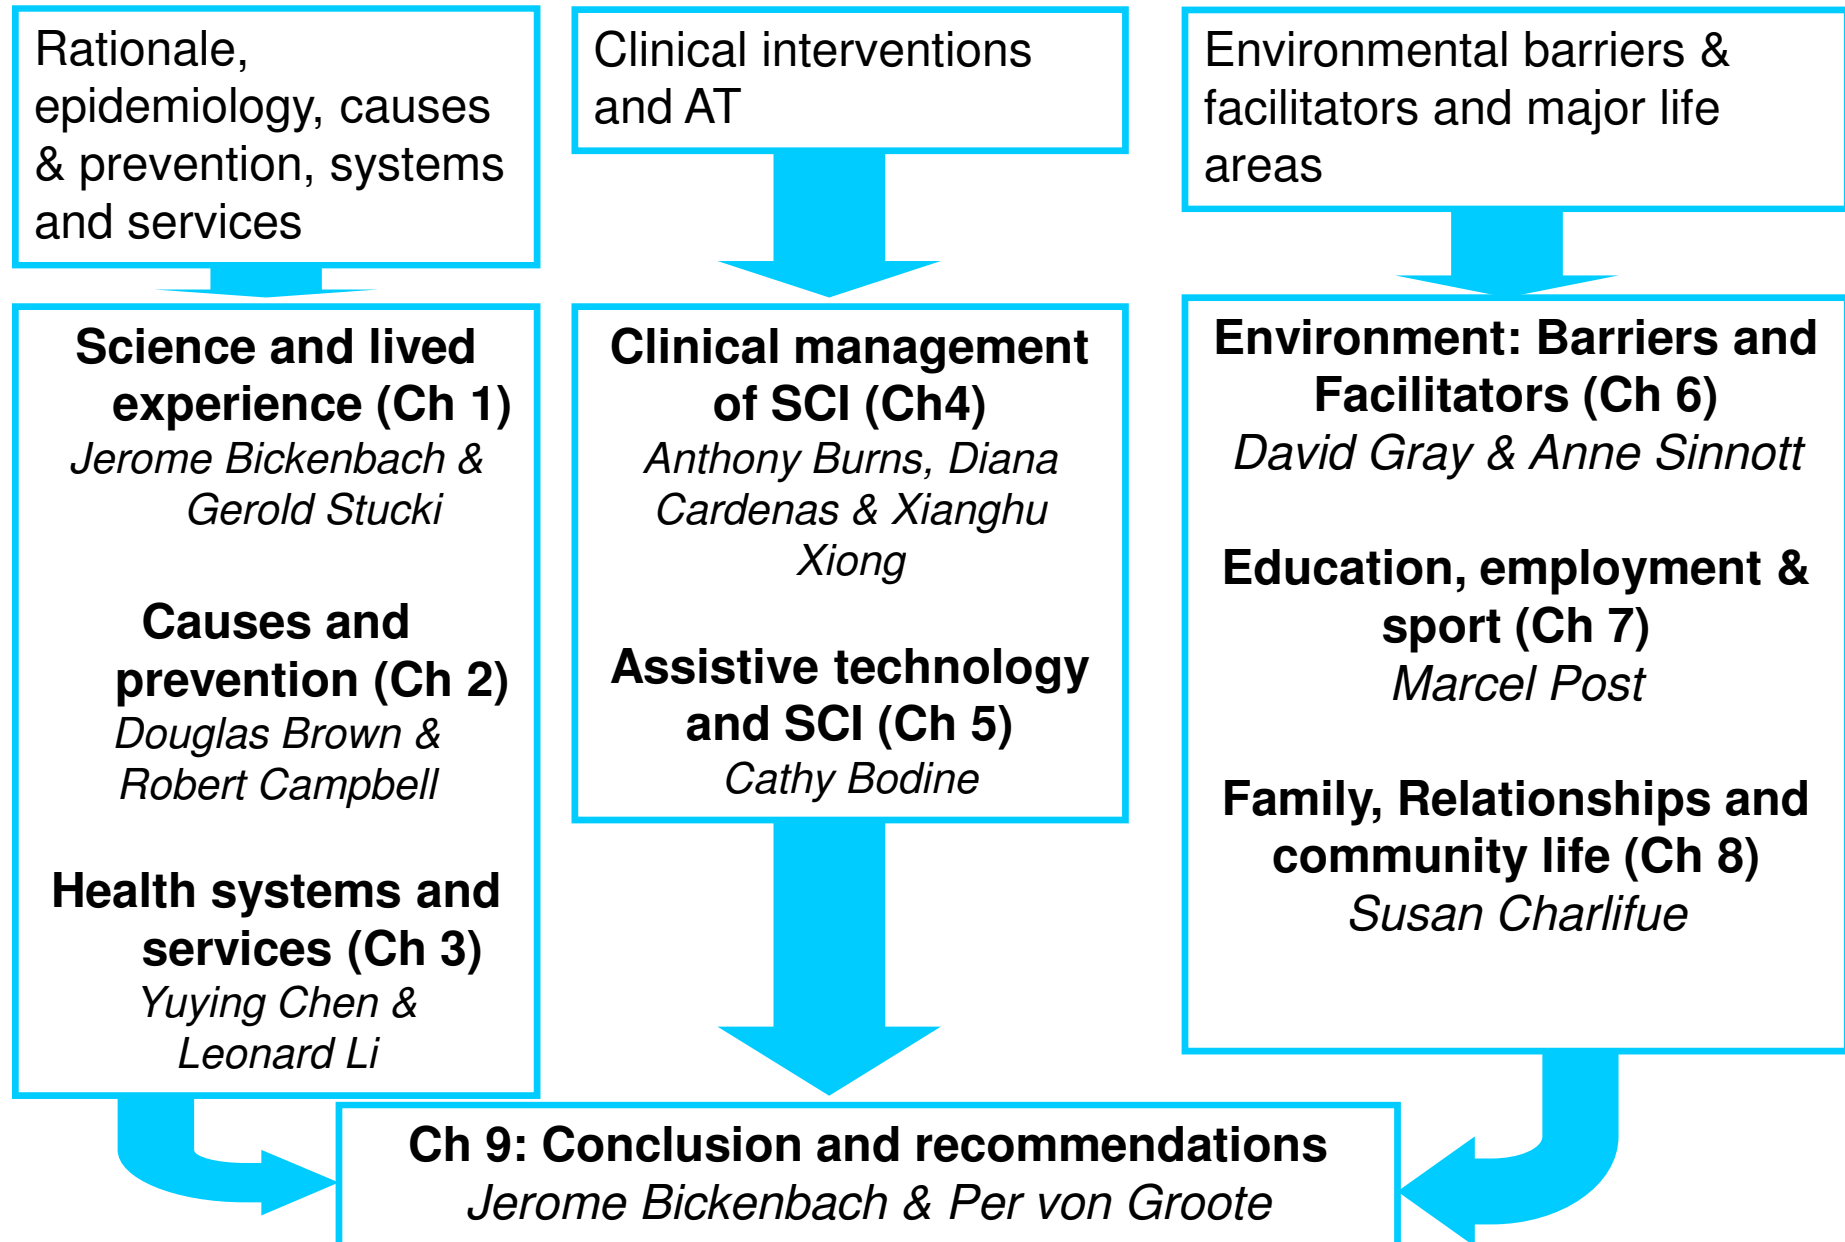 Rationale,
epidemiology, causes
& prevention, systems
and services
Clinical interventions
and AT
Environmental barriers &
facilitators and major life
areas
Science and lived
experience (Ch 1)
Jerome Bickenbach &
Gerold Stucki
Causes and
prevention (Ch 2)
Douglas Brown &
Robert Campbell
Health systems and
services (Ch 3)
Yuying Chen &
Leonard Li
Clinical management
of SCI (Ch4)
Anthony Burns, Diana
Cardenas & Xianghu
Xiong
Assistive technology
and SCI (Ch 5)
Cathy Bodine
Environment: Barriers and
Facilitators (Ch 6)
David Gray & Anne Sinnott
Education, employment &
sport (Ch 7)
Marcel Post
Family, Relationships and
community life (Ch 8)
Susan Charlifue
Ch 9: Conclusion and recommendations
Jerome Bickenbach & Per von Groote